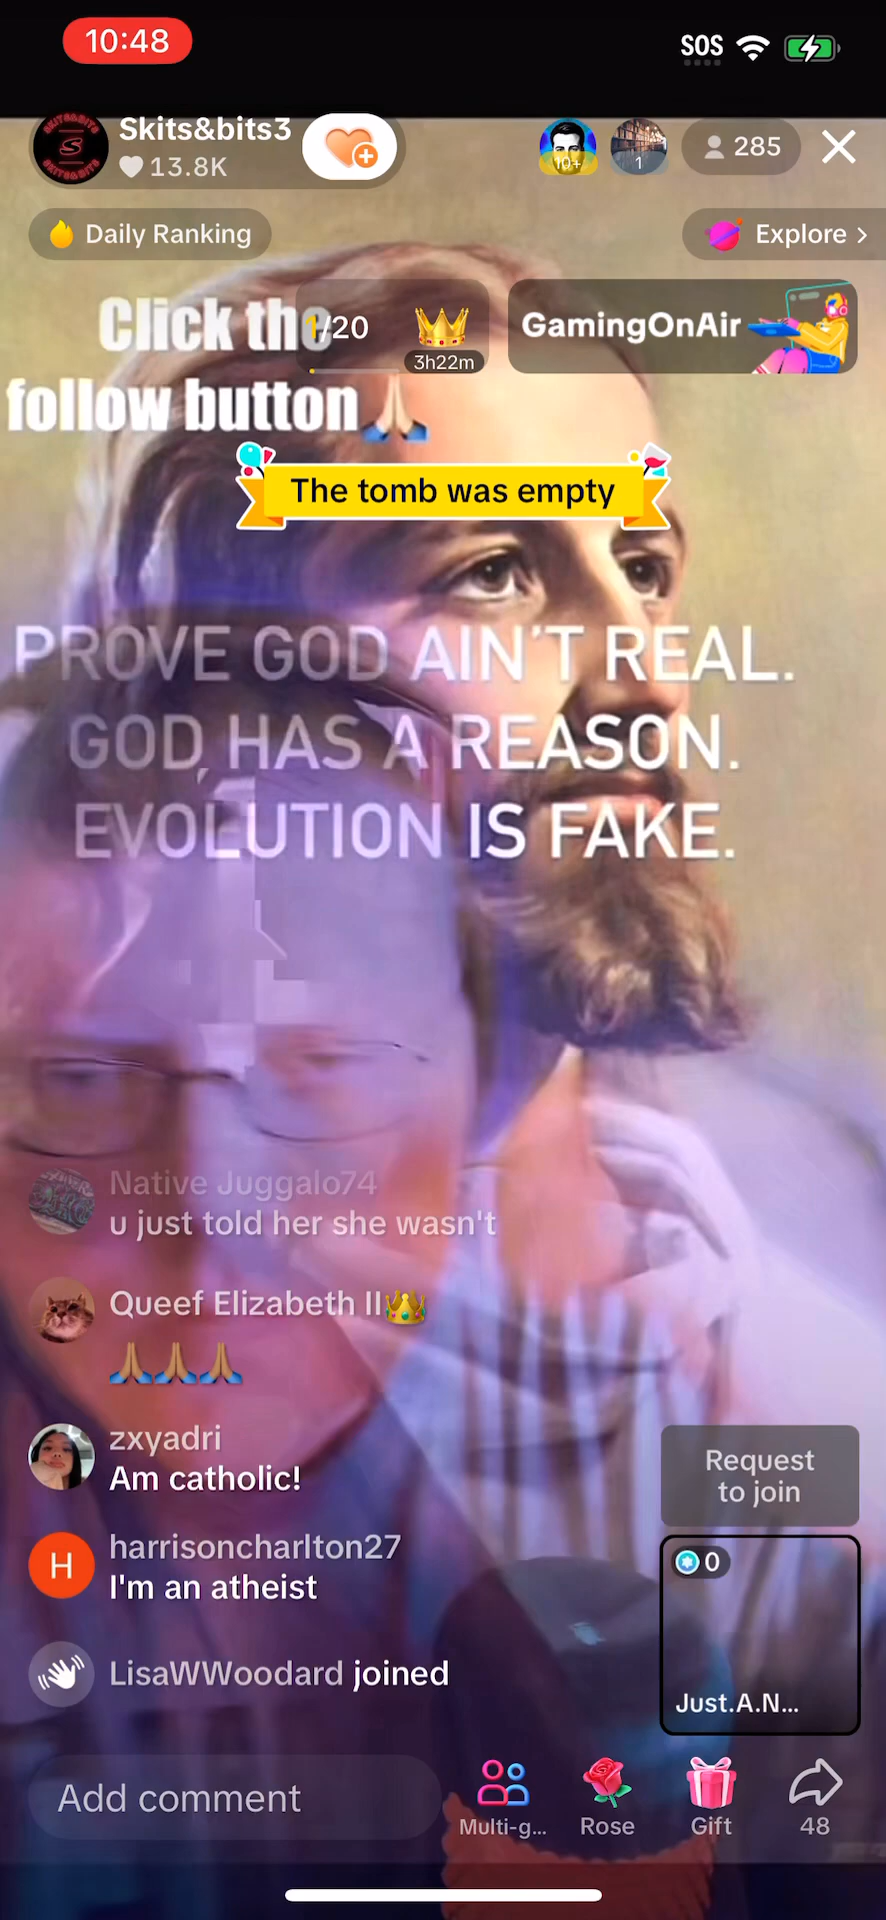 10:48
SOS
Skits&bits3
13.8K
10+
1
285
Daily Ranking
Explore >
Click the
1/20
3h22m
GamingOnAir
follow button
The tomb was empty
PROVE GOD AIN'T REAL.
GOD HAS A REASON.
EVOLUTION IS FAKE.
Native Juggalo74
u just told her she wasn't
Queef Elizabeth II
zxyadri
Am catholic!
harrisoncharlton27
H
I'm an atheist
LisaWWoodard joined
Request
to join
0
Just.A.N...
Add comment
Multi-g...
Rose
Gift
48